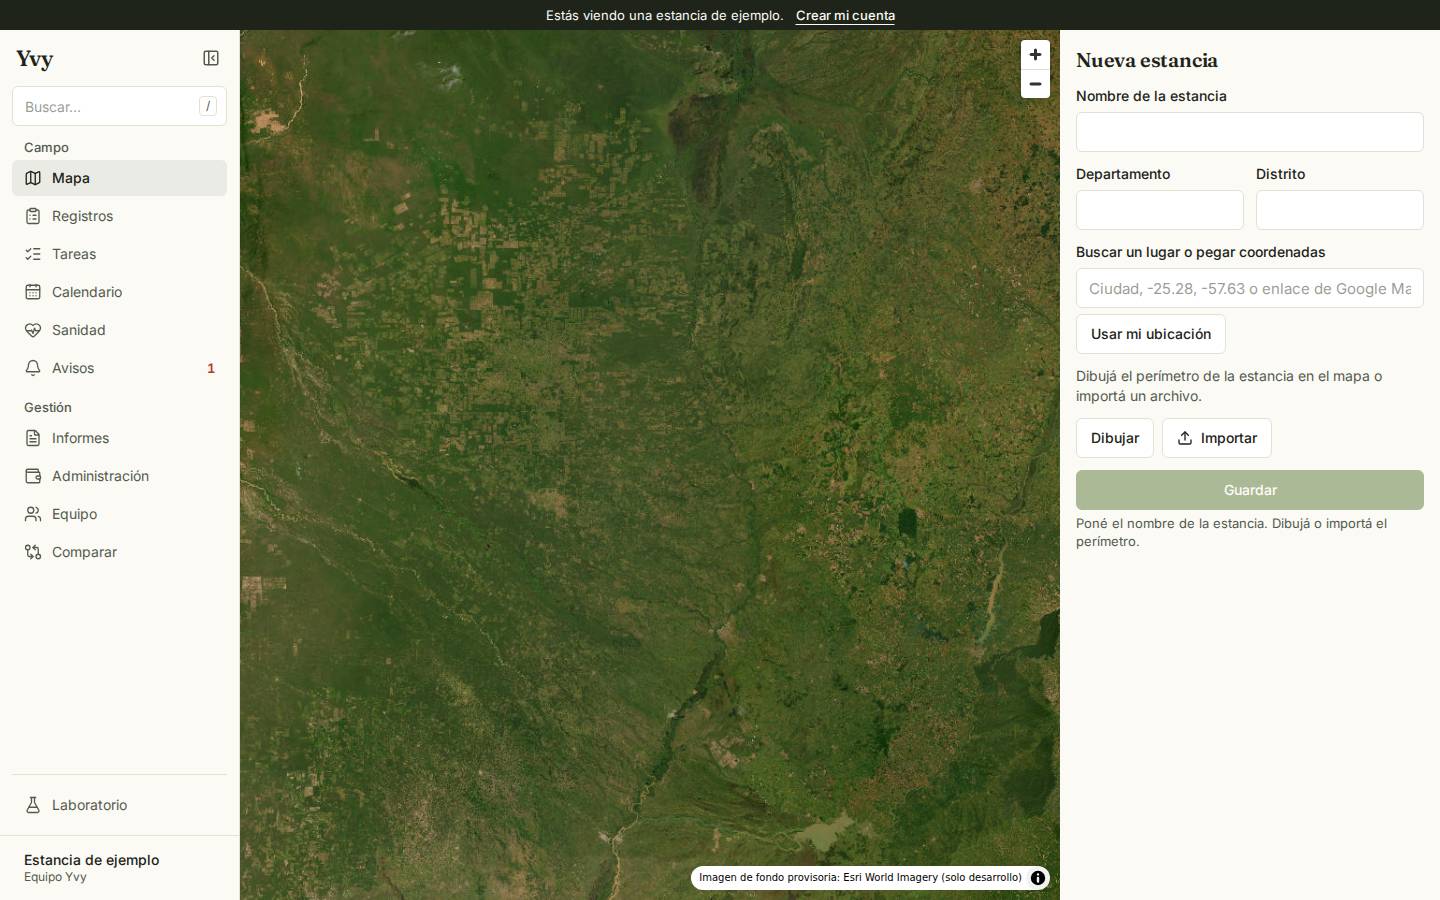 Estás viendo una estancia de ejemplo. Crear mi cuenta
Yvy
Buscar... /
Campo
Mapa
Registros
Tareas
Calendario
Sanidad
Avisos 1
Gestión
Informes
Administración
Equipo
Comparar
Laboratorio
Estancia de ejemplo
Equipo Yvy
Imagen de fondo provisoria: Esri World Imagery (solo desarrollo)
Nueva estancia
Nombre de la estancia
Departamento Distrito
Buscar un lugar o pegar coordenadas
Ciudad, -25.28, -57.63 o enlace de Google Ma
Usar mi ubicación
Dibujá el perímetro de la estancia en el mapa o
importá un archivo.
Dibujar Importar
Guardar
Poné el nombre de la estancia. Dibujá o importá el
perímetro.